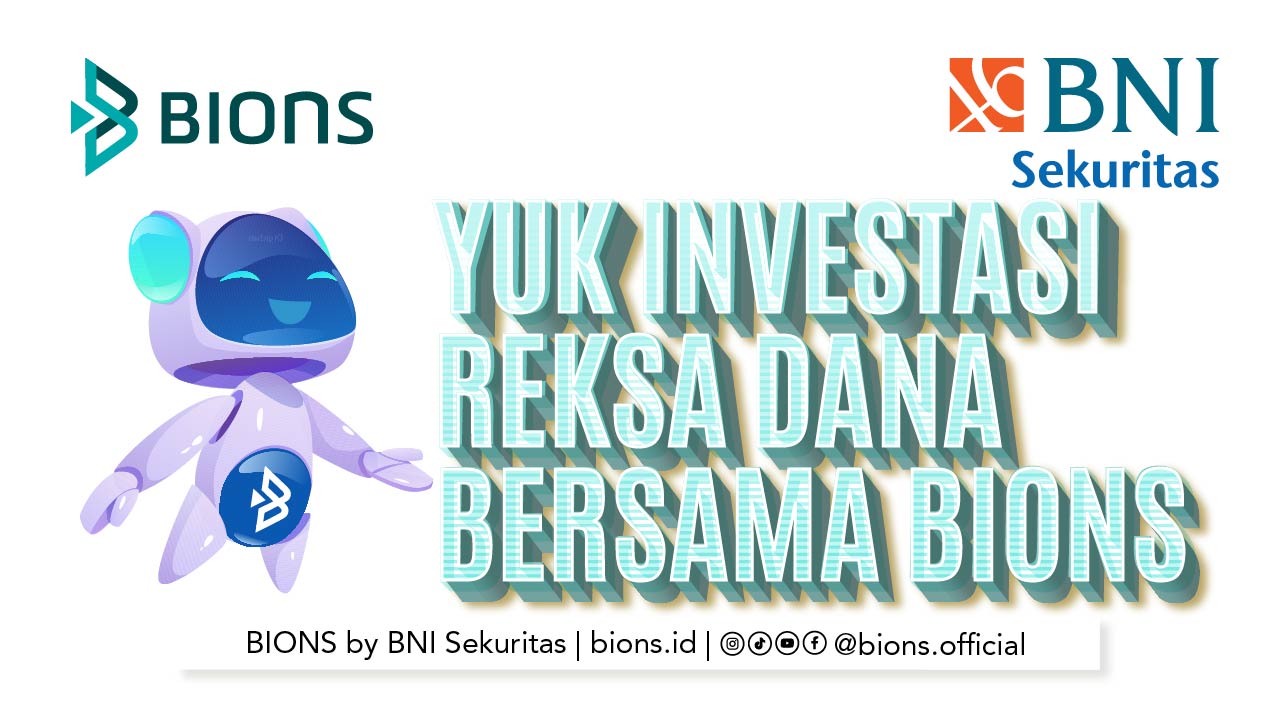 BIONS
BNI
Sekuritas
YUK INVESTASI
REKSA DANA
BERSAMA BIONS
BIONS by BNI Sekuritas | bions.id | @bions.official